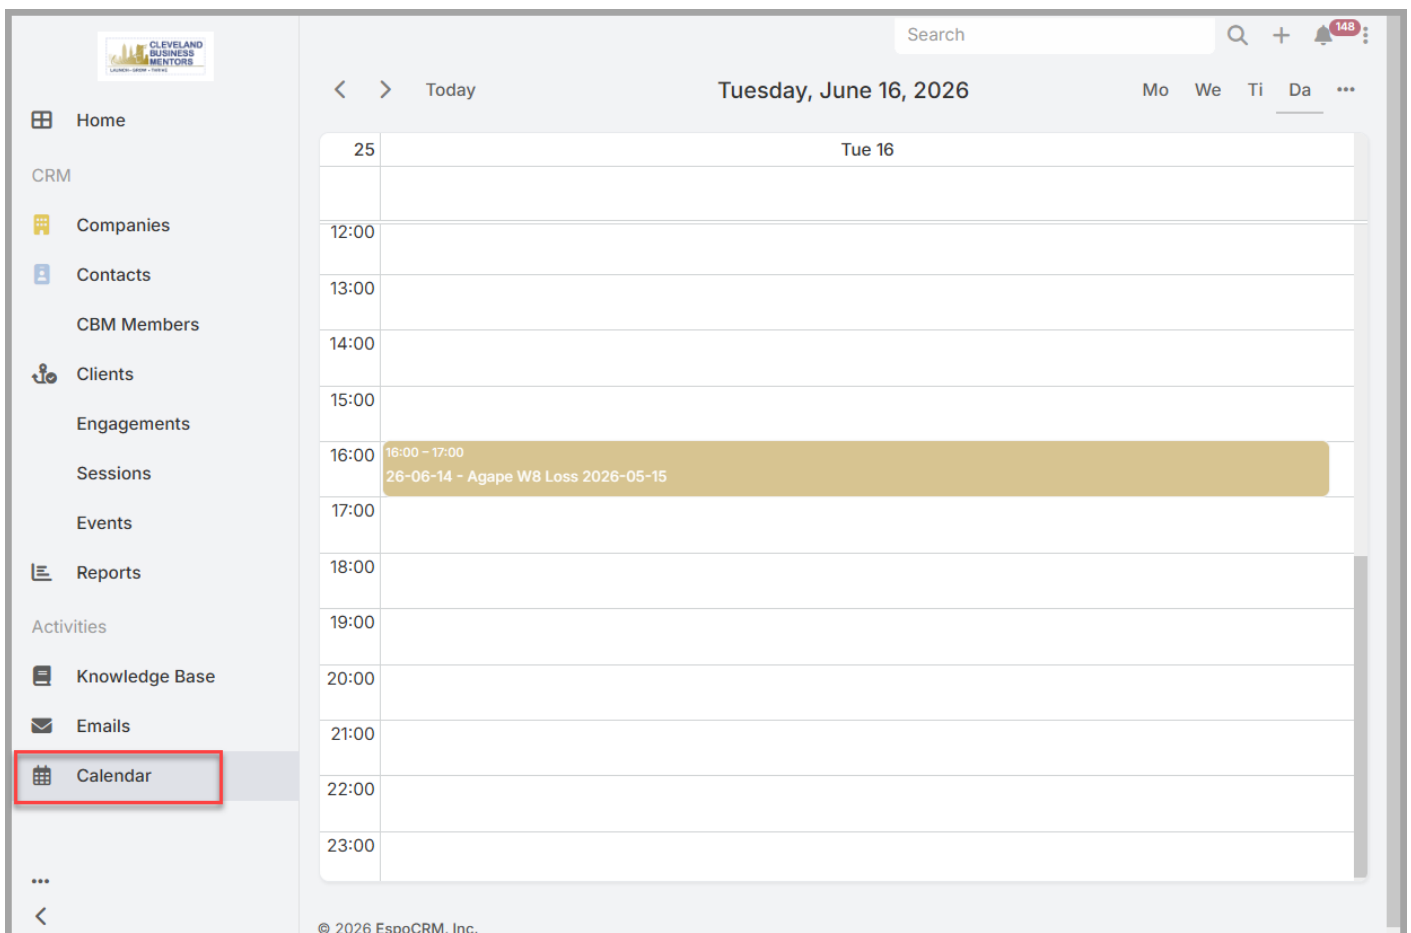 CLEVELAND
BUSINESS
MENTORS
LAUNCH - GROW - THRIVE
Search
148
Today
Tuesday, June 16, 2026
Mo We Ti Da
Home
CRM
Companies
Contacts
CBM Members
Clients
Engagements
Sessions
Events
Reports
Activities
Knowledge Base
Emails
Calendar
25 Tue 16
12:00
13:00
14:00
15:00
16:00
16:00 – 17:00
26-06-14 - Agape W8 Loss 2026-05-15
17:00
18:00
19:00
20:00
21:00
22:00
23:00
© 2026 EspoCRM, Inc.